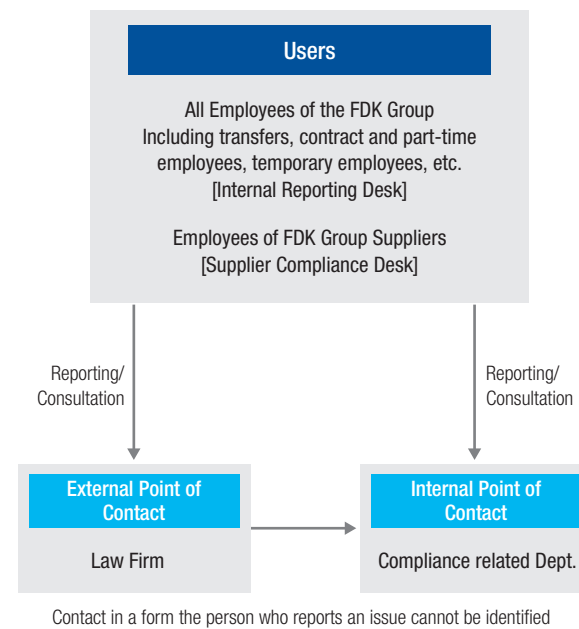 Users
All Employees of the FDK Group
Including transfers, contract and part-time
employees, temporary employees, etc.
[Internal Reporting Desk]
Employees of FDK Group Suppliers
[Supplier Compliance Desk]
Reporting/
Consultation
Reporting/
Consultation
External Point of
Contact
Law Firm
Internal Point of
Contact
Compliance related Dept.
Contact in a form the person who reports an issue cannot be identified